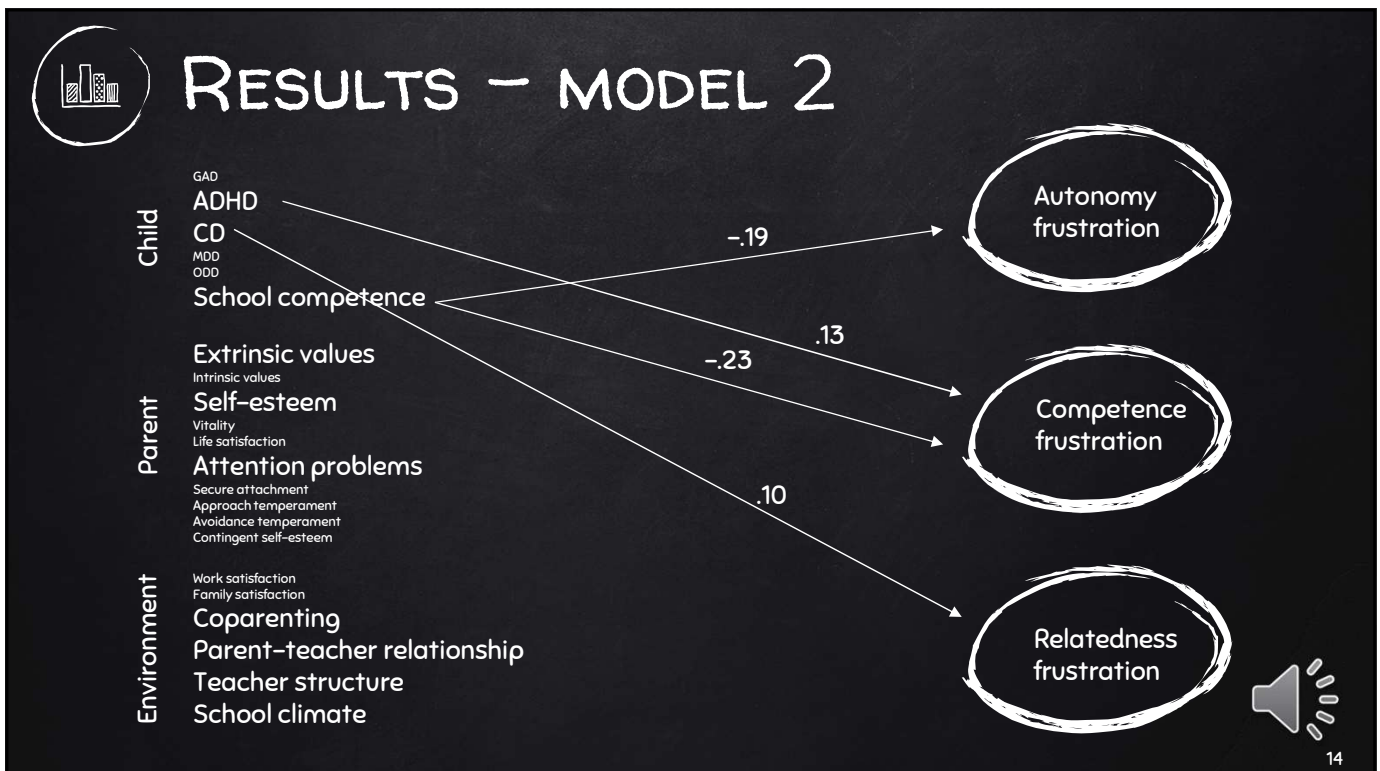 RESULTS – MODEL 2
Child
GAD
ADHD
CD
MDD
ODD
School competence
Parent
Extrinsic values
Intrinsic values
Self-esteem
Vitality
Life satisfaction
Attention problems
Secure attachment
Approach temperament
Avoidance temperament
Contingent self-esteem
Environment
Work satisfaction
Family satisfaction
Coparenting
Parent-teacher relationship
Teacher structure
School climate
-.19
.13
-.23
.10
Autonomy
frustration
Competence
frustration
Relatedness
frustration
14